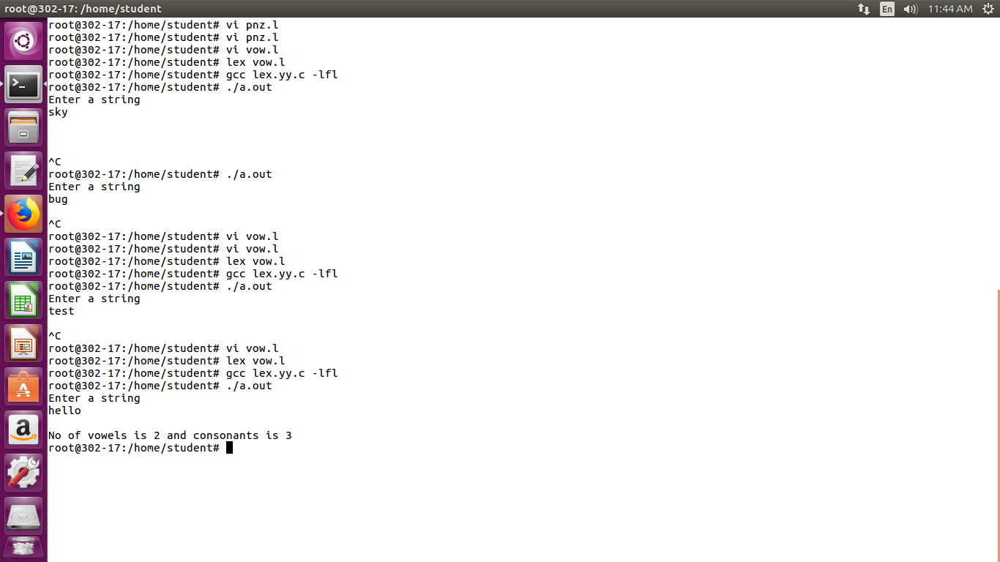 root@302-17: /home/student
En
11:44 AM
root@302-17:/home/student# vi pnz.l
root@302-17:/home/student# vi pnz.l
root@302-17:/home/student# vi vow.l
root@302-17:/home/student# lex vow.l
root@302-17:/home/student# gcc lex.yy.c -lfl
root@302-17:/home/student# ./a.out
Enter a string
sky
^C
root@302-17:/home/student# ./a.out
Enter a string
bug
^C
root@302-17:/home/student# vi vow.l
root@302-17:/home/student# vi vow.l
root@302-17:/home/student# lex vow.l
root@302-17:/home/student# gcc lex.yy.c -lfl
root@302-17:/home/student# ./a.out
Enter a string
test
^C
root@302-17:/home/student# vi vow.l
root@302-17:/home/student# lex vow.l
root@302-17:/home/student# gcc lex.yy.c -lfl
root@302-17:/home/student# ./a.out
Enter a string
hello
No of vowels is 2 and consonants is 3
root@302-17:/home/student#